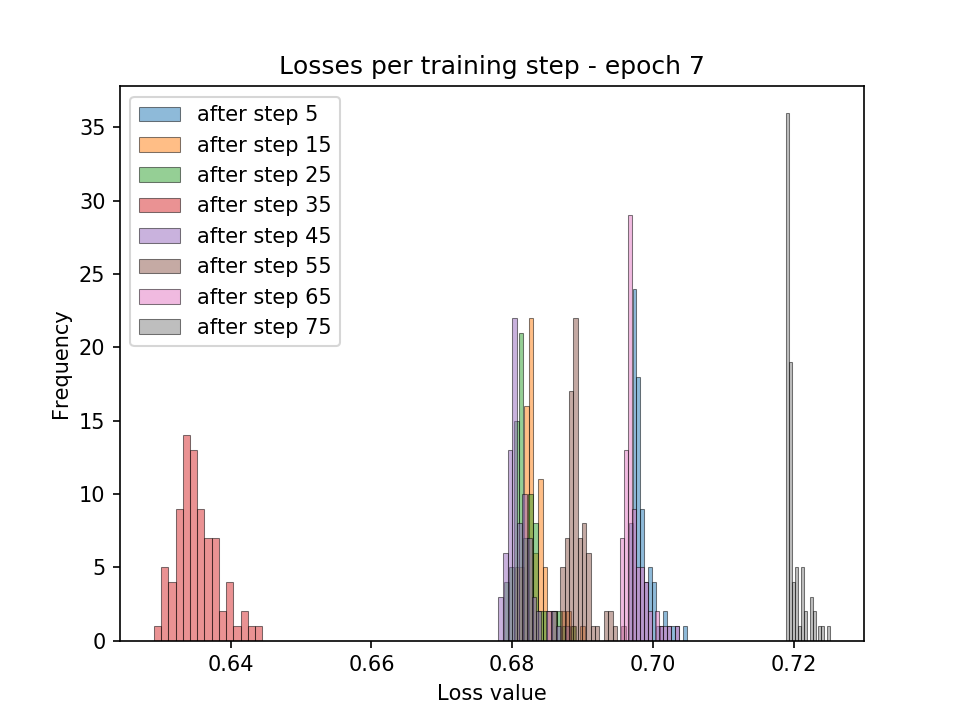 Losses per training step - epoch 7
after step 5
after step 15
after step 25
after step 35
after step 45
after step 55
after step 65
after step 75
Frequency
35
30
25
20
15
10
5
0
0.64 0.66 0.68 0.70 0.72
Loss value